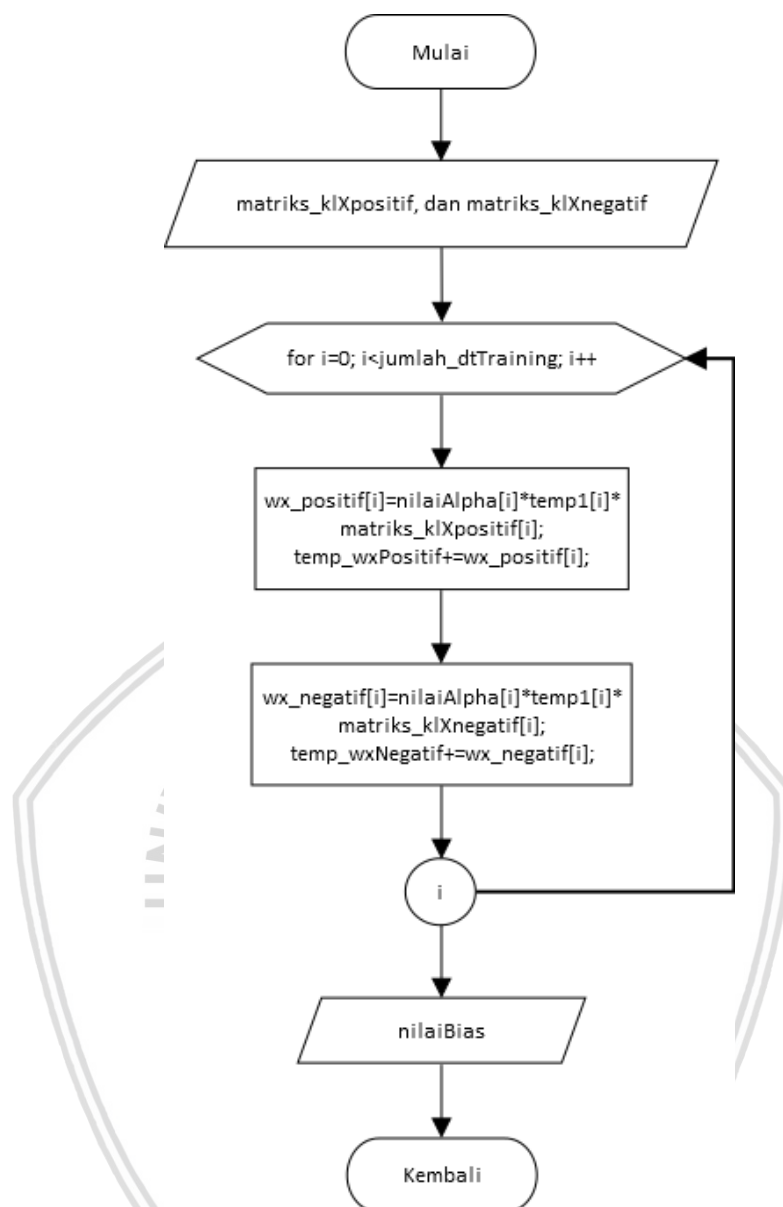 Mulai
matriks_klXpositif, dan matriks_klXnegatif
for i=0; i<jumlah_dtTraining; i++
wx_positif[i]=nilaiAlpha[i]*temp1[i]*
matriks_klXpositif[i];
temp_wxPositif+=wx_positif[i];
wx_negatif[i]=nilaiAlpha[i]*temp1[i]*
matriks_klXnegatif[i];
temp_wxNegatif+=wx_negatif[i];
i
nilaiBias
Kembali